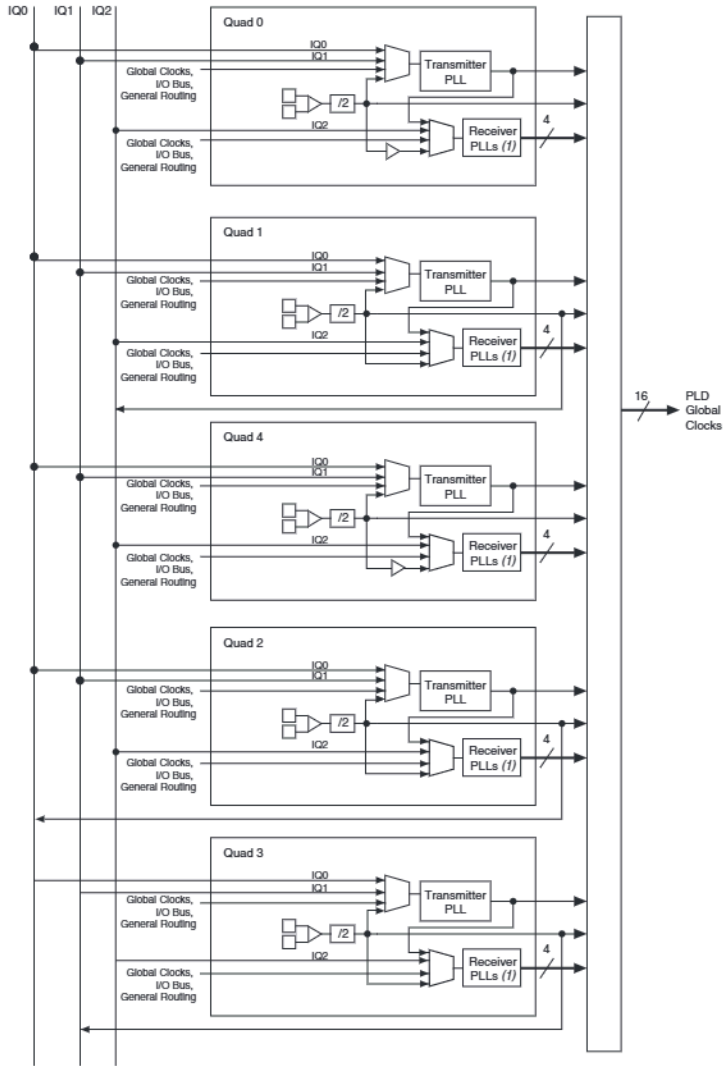 IQ0 IQ1 IQ2
Quad 0
IQ0
IQ1
Global Clocks,
I/O Bus,
General Routing
Transmitter
PLL
/2
IQ2
Global Clocks,
I/O Bus,
General Routing
Receiver
PLLs (1)
4
Quad 1
IQ0
IQ1
Global Clocks,
I/O Bus,
General Routing
Transmitter
PLL
/2
IQ2
Global Clocks,
I/O Bus,
General Routing
Receiver
PLLs (1)
4
16
PLD
Global
Clocks
Quad 4
IQ0
IQ1
Global Clocks,
I/O Bus,
General Routing
Transmitter
PLL
/2
IQ2
Global Clocks,
I/O Bus,
General Routing
Receiver
PLLs (1)
4
Quad 2
IQ0
IQ1
Global Clocks,
I/O Bus,
General Routing
Transmitter
PLL
/2
IQ2
Global Clocks,
I/O Bus,
General Routing
Receiver
PLLs (1)
4
Quad 3
IQ0
IQ1
Global Clocks,
I/O Bus,
General Routing
Transmitter
PLL
/2
IQ2
Global Clocks,
I/O Bus,
General Routing
Receiver
PLLs (1)
4